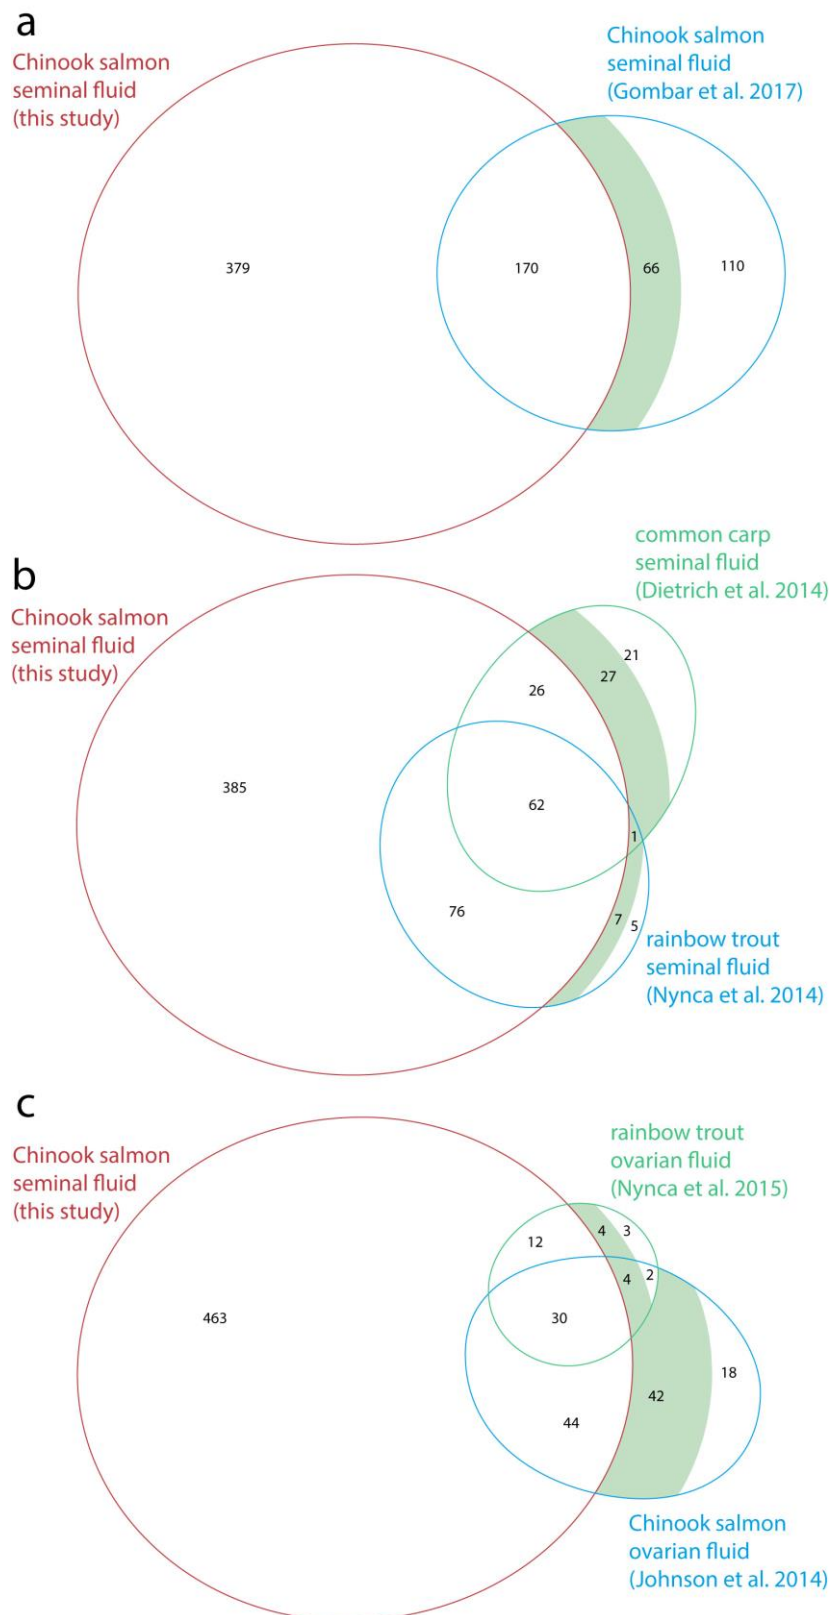 a
Chinook salmon
seminal fluid
(this study)
Chinook salmon
seminal fluid
(Gombar et al. 2017)
379
170
66
110
b
Chinook salmon
seminal fluid
(this study)
common carp
seminal fluid
(Dietrich et al. 2014)
21
27
26
385
62
1
76
7
5
rainbow trout
seminal fluid
(Nynca et al. 2014)
c
Chinook salmon
seminal fluid
(this study)
rainbow trout
ovarian fluid
(Nynca et al. 2015)
12
4
3
4
2
463
30
18
42
44
Chinook salmon
ovarian fluid
(Johnson et al. 2014)